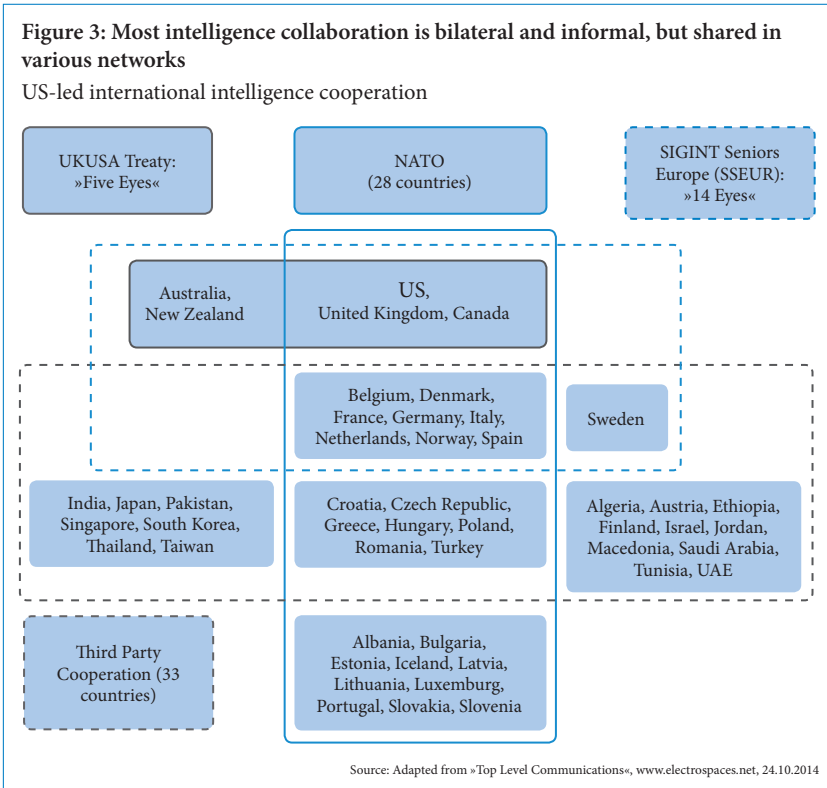 Figure 3: Most intelligence collaboration is bilateral and informal, but shared in
various networks
US-led international intelligence cooperation
UKUSA Treaty:
»Five Eyes«
NATO
(28 countries)
SIGINT Seniors
Europe (SSEUR):
»14 Eyes«
Australia,
New Zealand
US,
United Kingdom, Canada
Belgium, Denmark,
France, Germany, Italy,
Netherlands, Norway, Spain
Sweden
India, Japan, Pakistan,
Singapore, South Korea,
Thailand, Taiwan
Croatia, Czech Republic,
Greece, Hungary, Poland,
Romania, Turkey
Algeria, Austria, Ethiopia,
Finland, Israel, Jordan,
Macedonia, Saudi Arabia,
Tunisia, UAE
Third Party
Cooperation (33
countries)
Albania, Bulgaria,
Estonia, Iceland, Latvia,
Lithuania, Luxemburg,
Portugal, Slovakia, Slovenia
Source: Adapted from »Top Level Communications«, www.electrospaces.net, 24.10.2014